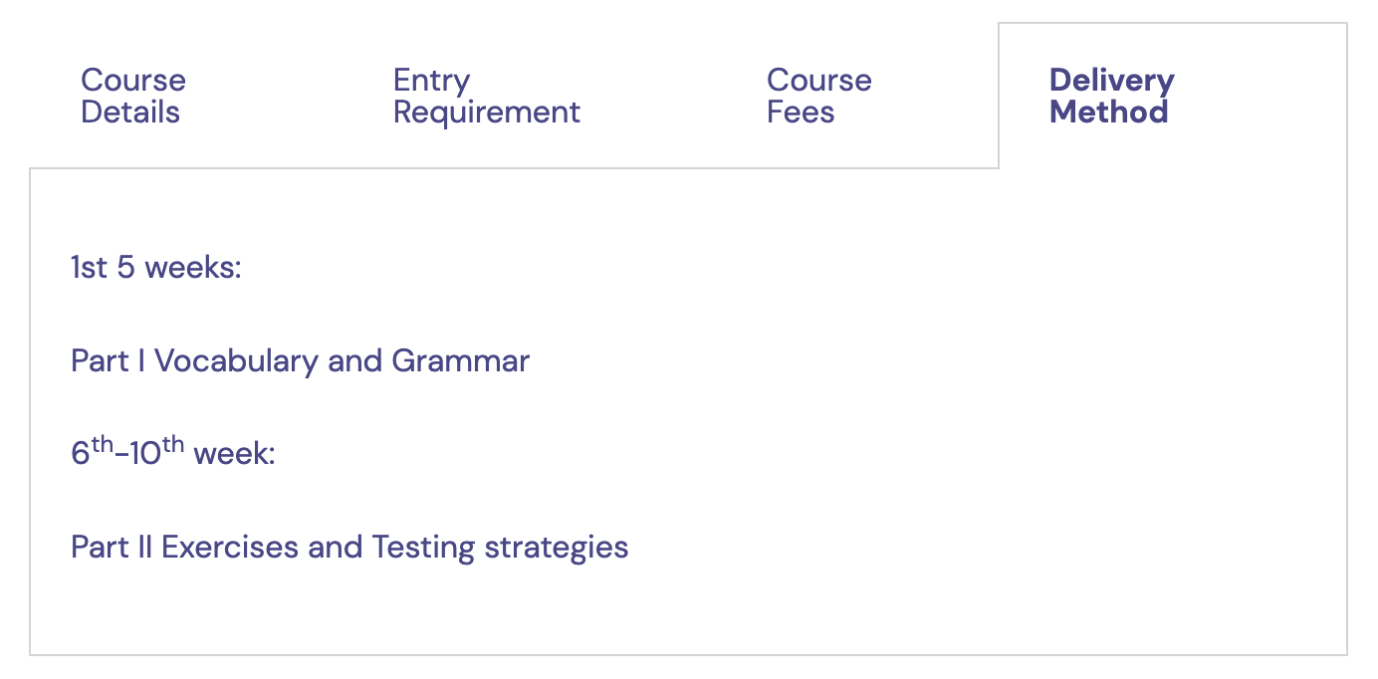 Course Details
Entry Requirement
Course Fees
Delivery Method
1st 5 weeks:
Part I Vocabulary and Grammar
6th-10th week:
Part II Exercises and Testing strategies